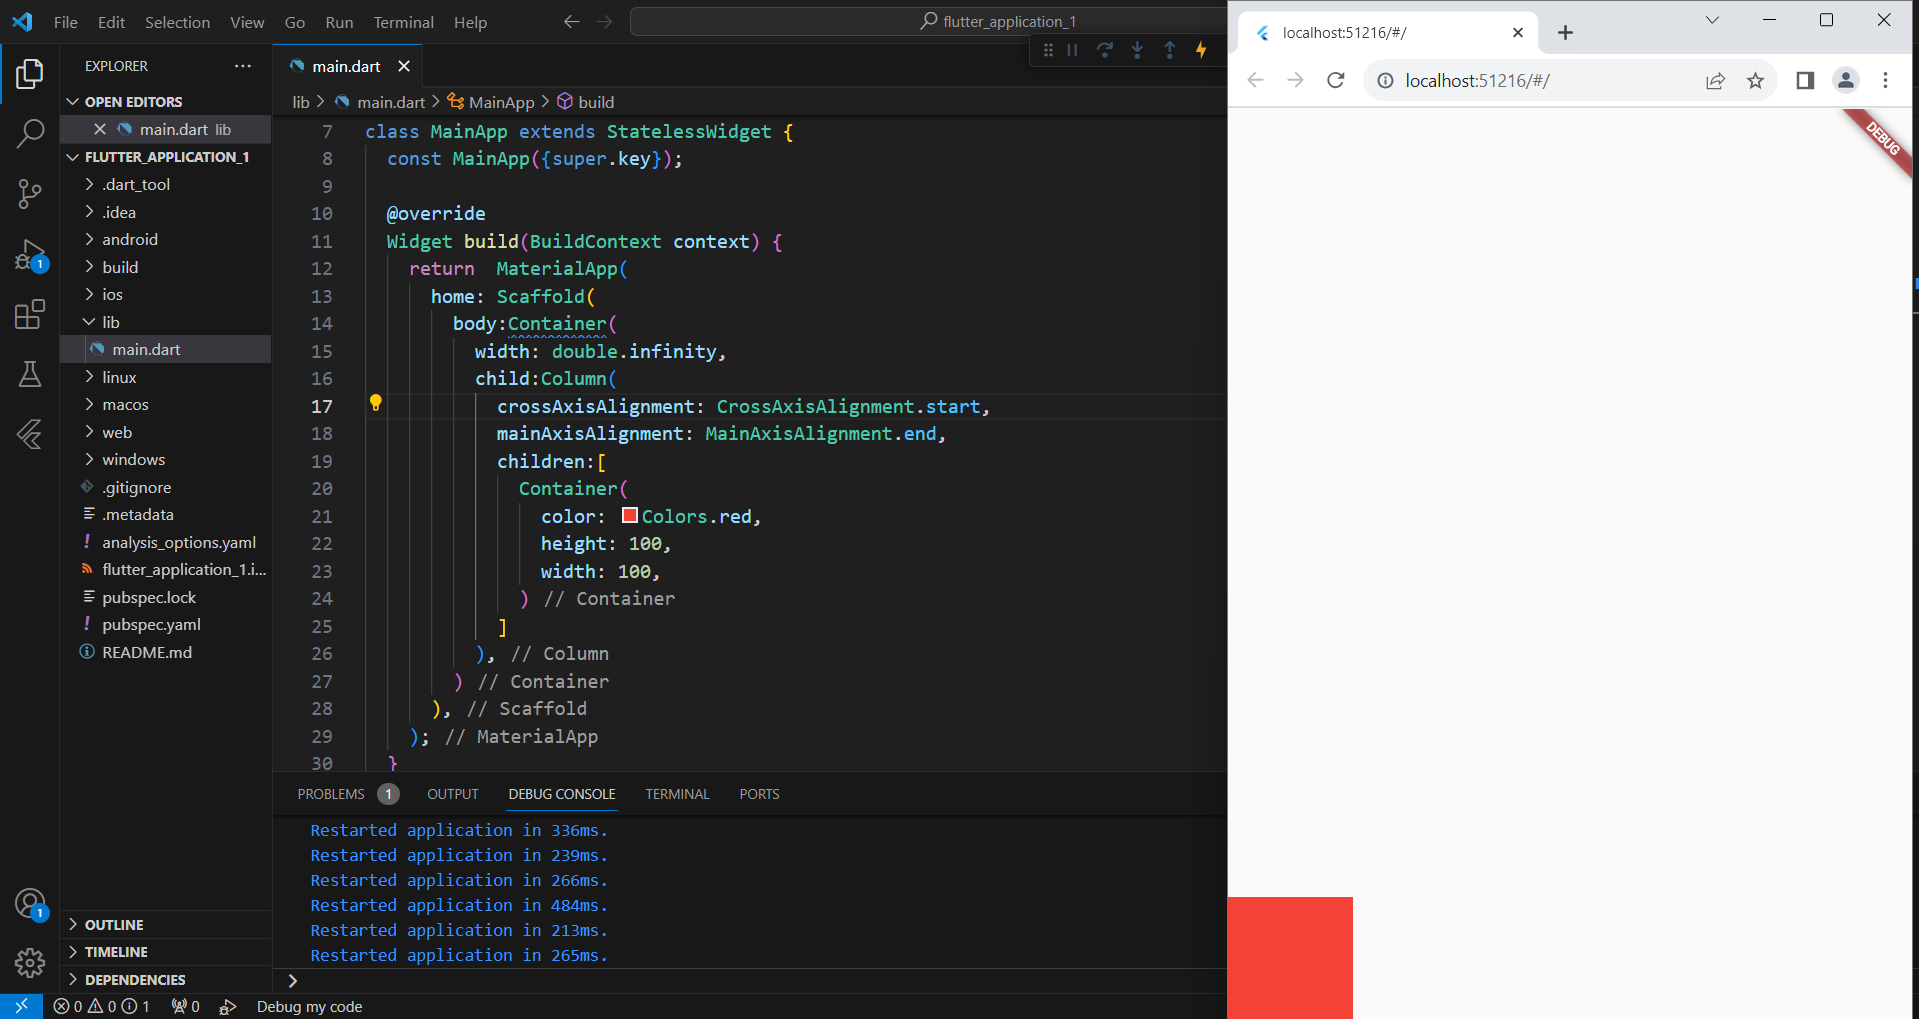 File Edit Selection View Go Run Terminal Help
flutter_application_1
EXPLORER
OPEN EDITORS
main.dart lib
FLUTTER_APPLICATION_1
.dart_tool
.idea
android
build
ios
lib
main.dart
linux
macos
web
windows
.gitignore
.metadata
analysis_options.yaml
flutter_application_1.i...
pubspec.lock
pubspec.yaml
README.md
OUTLINE
TIMELINE
DEPENDENCIES
1
1
main.dart
lib > main.dart > MainApp > build
7 class MainApp extends StatelessWidget {
8 const MainApp({super.key});
9
10 @override
11 Widget build(BuildContext context) {
12 return  MaterialApp(
13 home: Scaffold(
14 body:Container(
15 width: double.infinity,
16 child:Column(
17 crossAxisAlignment: CrossAxisAlignment.start,
18 mainAxisAlignment: MainAxisAlignment.end,
19 children:[
20 Container(
21 color: Colors.red,
22 height: 100,
23 width: 100,
24 ) // Container
25 ]
26 ), // Column
27 ) // Container
28 ), // Scaffold
29 ); // MaterialApp
30 }
PROBLEMS 1 OUTPUT DEBUG CONSOLE TERMINAL PORTS
Restarted application in 336ms.
Restarted application in 239ms.
Restarted application in 266ms.
Restarted application in 484ms.
Restarted application in 213ms.
Restarted application in 265ms.
0 0 1 0 Debug my code
localhost:51216/#/
localhost:51216/#/
DEBUG